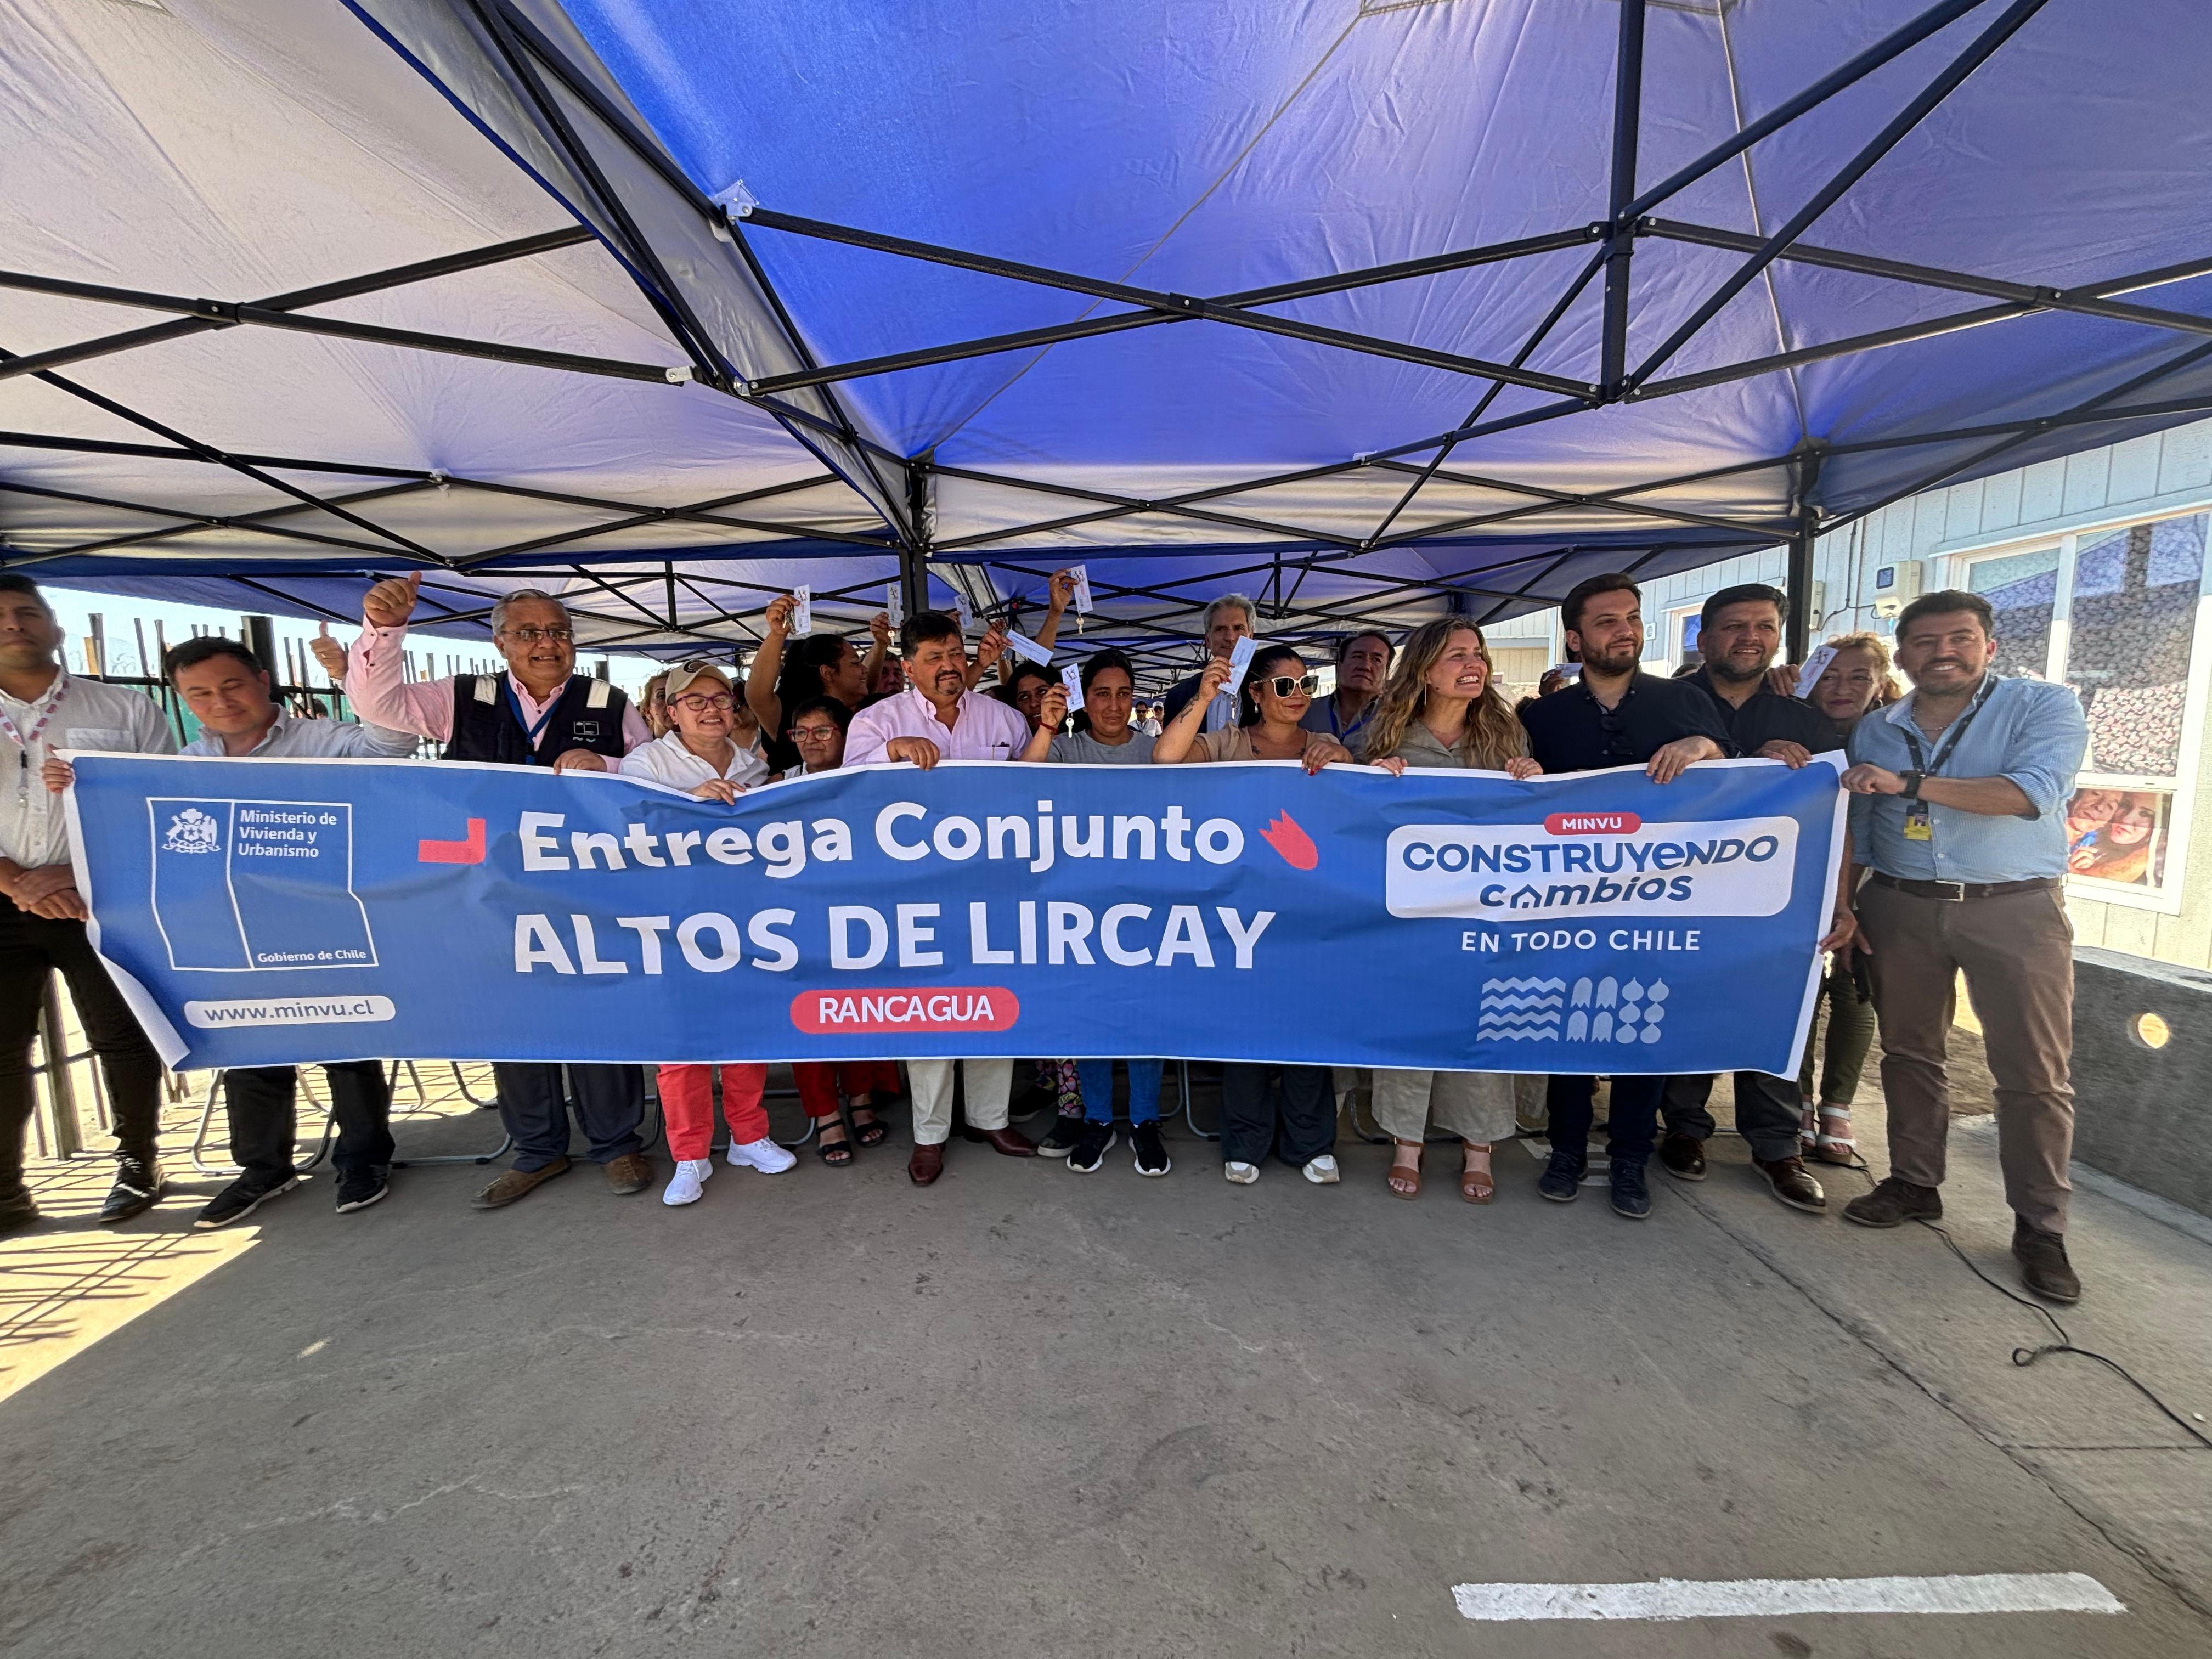 Ministerio de
Vivienda y
Urbanismo
Gobierno de Chile
www.minvu.cl
Entrega Conjunto
ALTOS DE LIRCAY
RANCAGUA
MINVU
CONSTRUYeNDO
cambios
EN TODO CHILE